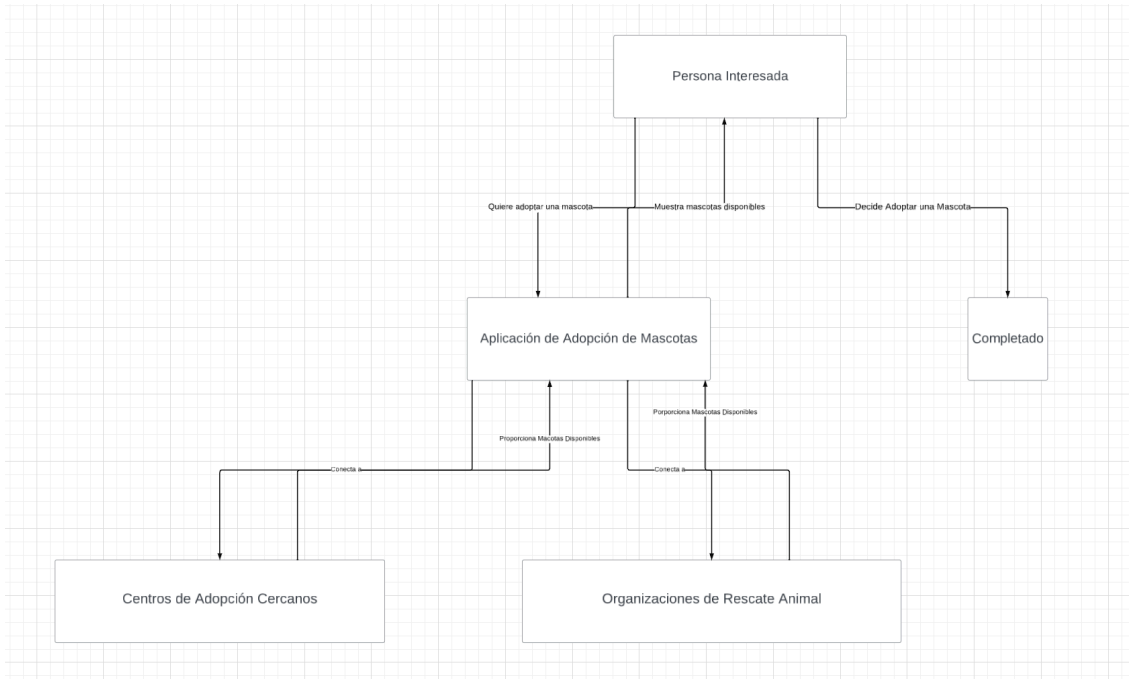 Persona Interesada
Quiere adoptar una mascota
Muestra mascotas disponibles
Decide Adoptar una Mascota
Aplicación de Adopción de Mascotas
Completado
Porporciona Mascotas Disponibles
Proporciona Macotas Disponibles
Conecta a
Conecta a
Centros de Adopción Cercanos
Organizaciones de Rescate Animal